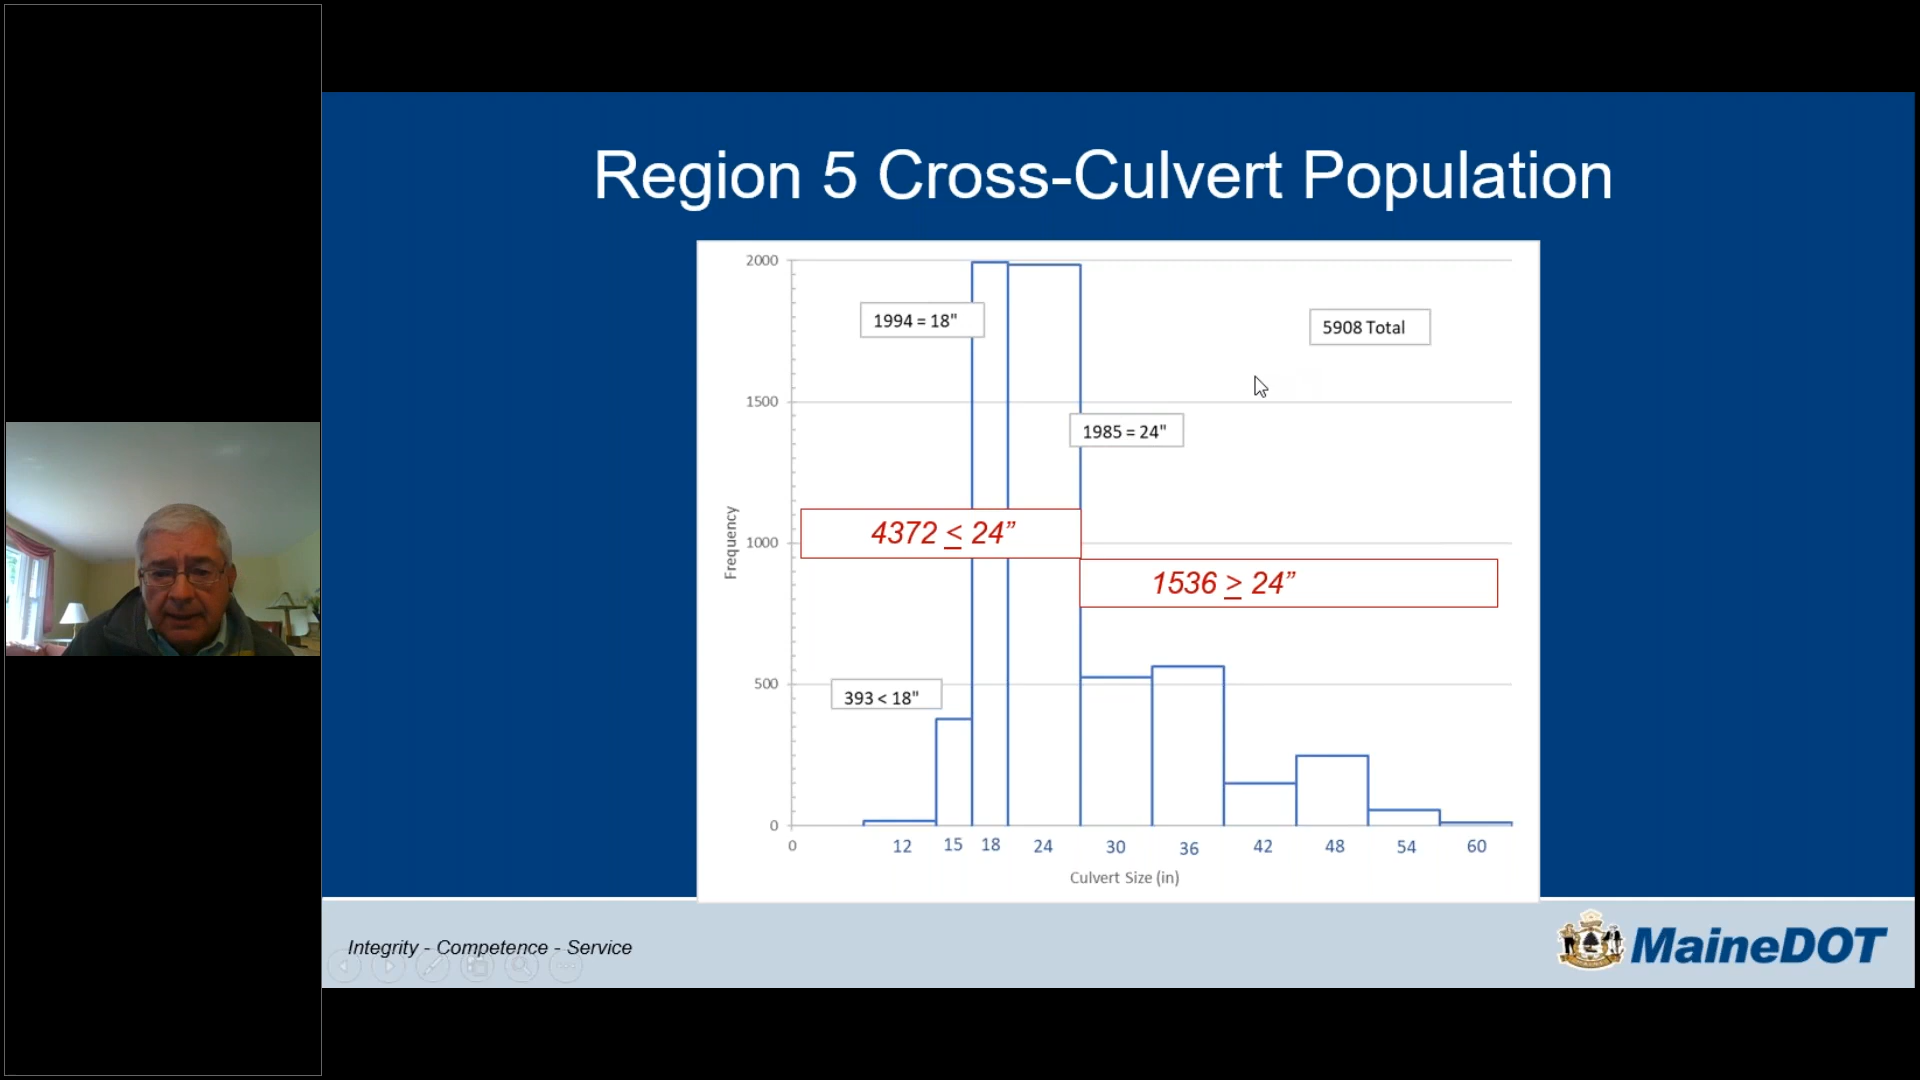 Region 5 Cross-Culvert Population
2000
1994 = 18"
5908 Total
1500
1985 = 24"
4372 ≤ 24”
1000
1536 ≥ 24”
Frequency
500
393 < 18"
0
0 12 15 18 24 30 36 42 48 54 60
Culvert Size (in)
Integrity - Competence - Service
MaineDOT